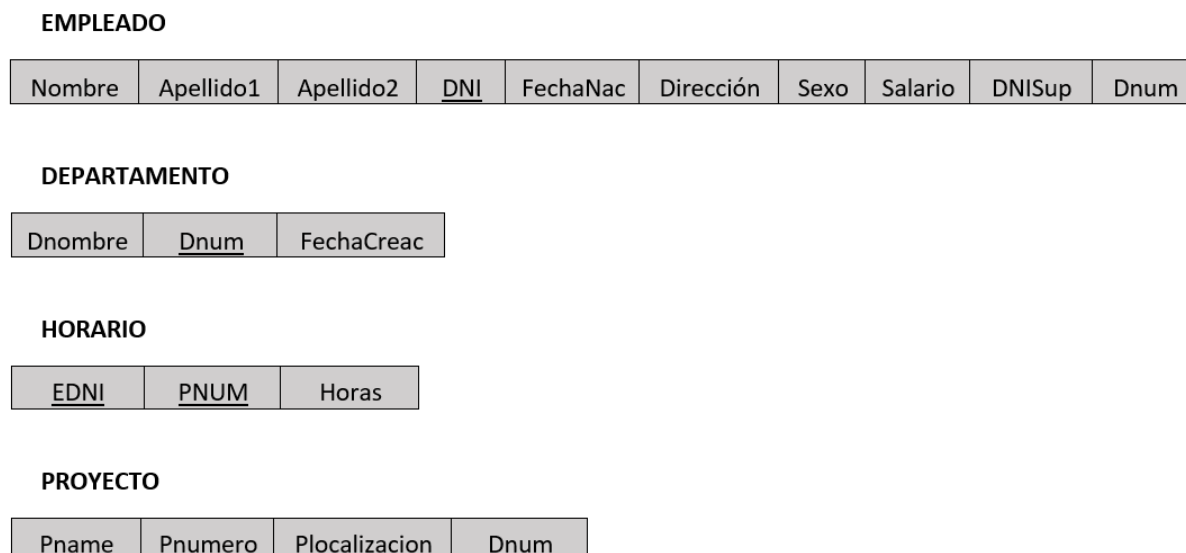 EMPLEADO
Nombre Apellido1 Apellido2 DNI FechaNac Dirección Sexo Salario DNISup Dnum
DEPARTAMENTO
Dnombre Dnum FechaCreac
HORARIO
EDNI PNUM Horas
PROYECTO
Pname Pnumero Plocalizacion Dnum